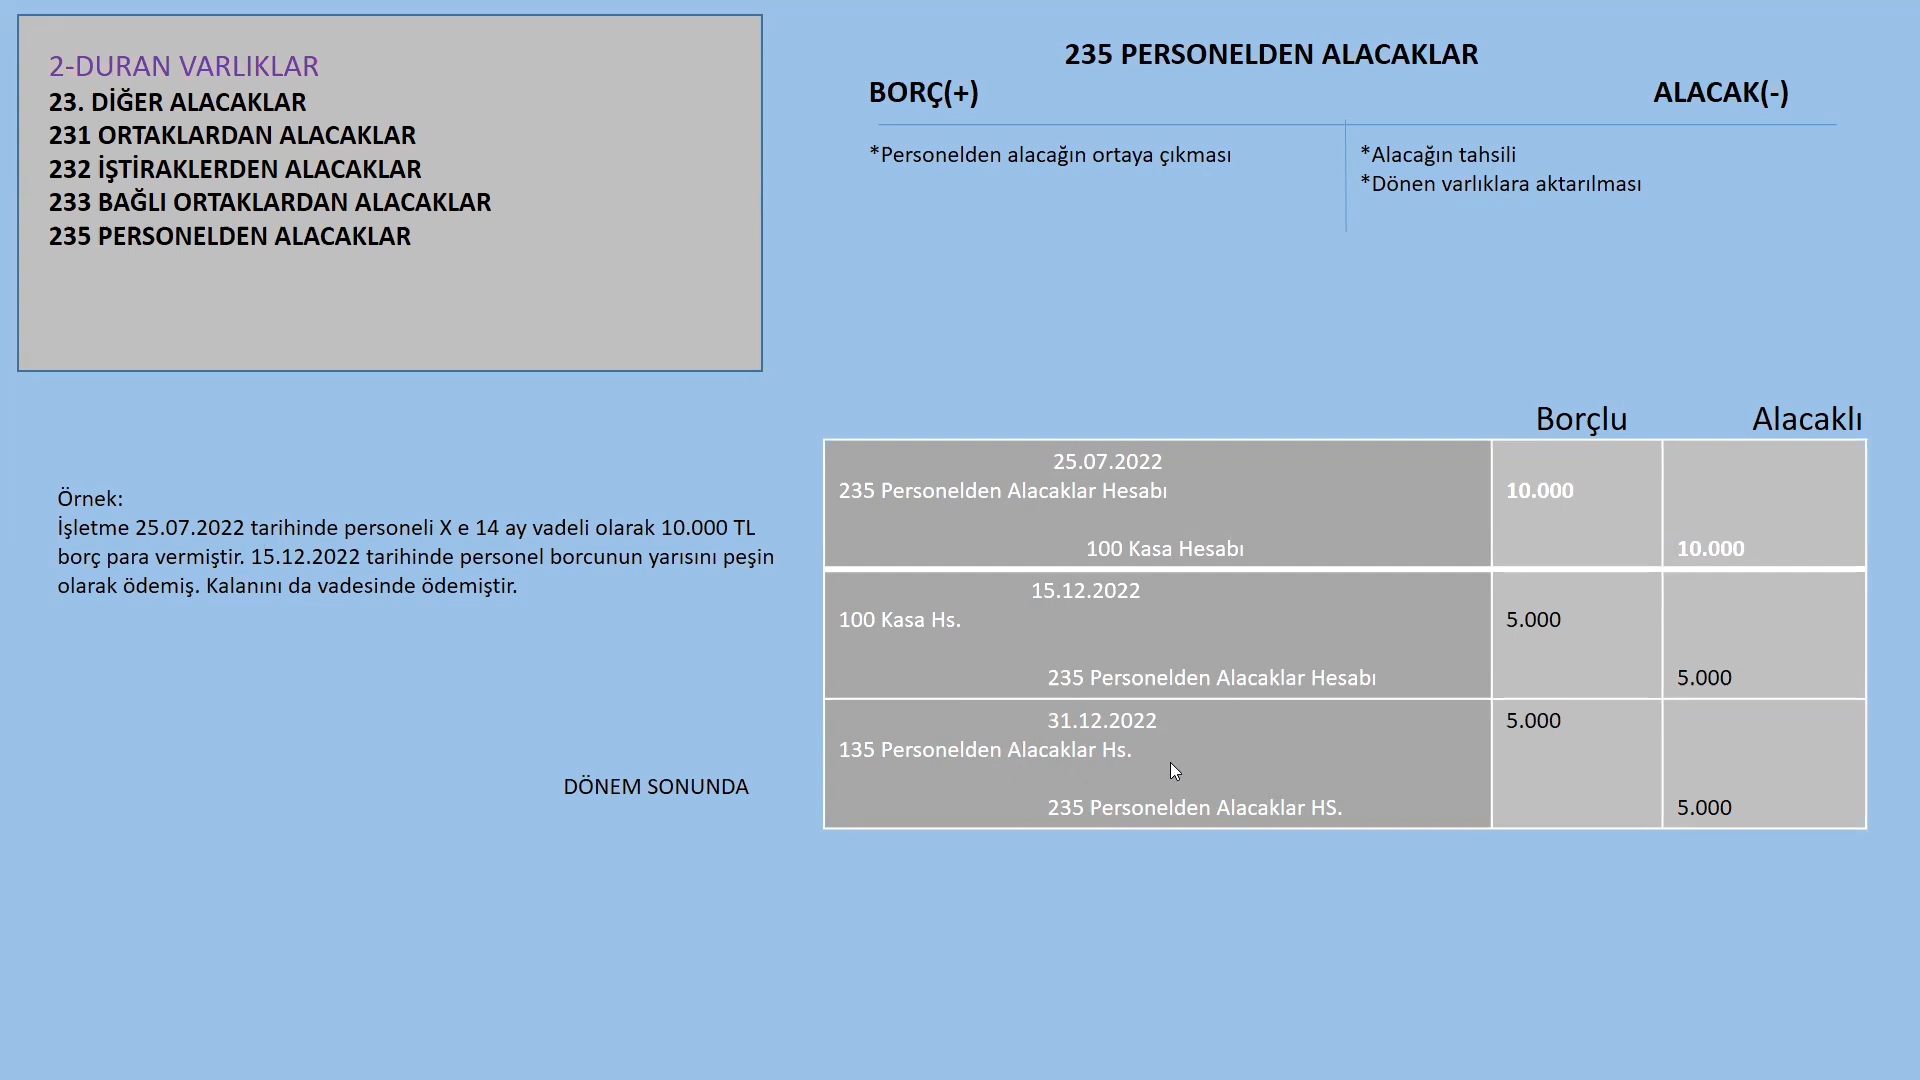 2-DURAN VARLIKLAR
23. DİĞER ALACAKLAR
231 ORTAKLARDAN ALACAKLAR
232 İŞTİRAKLERDEN ALACAKLAR
233 BAĞLI ORTAKLARDAN ALACAKLAR
235 PERSONELDEN ALACAKLAR
235 PERSONELDEN ALACAKLAR
BORÇ(+) ALACAK(-)
*Personelden alacağın ortaya çıkması
*Alacağın tahsili
*Dönen varlıklara aktarılması
Örnek:
İşletme 25.07.2022 tarihinde personeli X e 14 ay vadeli olarak 10.000 TL
borç para vermiştir. 15.12.2022 tarihinde personel borcunun yarısını peşin
olarak ödemiş. Kalanını da vadesinde ödemiştir.
DÖNEM SONUNDA
Borçlu Alacaklı
25.07.2022
235 Personelden Alacaklar Hesabı 10.000
100 Kasa Hesabı 10.000
15.12.2022
100 Kasa Hs. 5.000
235 Personelden Alacaklar Hesabı 5.000
31.12.2022 5.000
135 Personelden Alacaklar Hs.
235 Personelden Alacaklar HS. 5.000